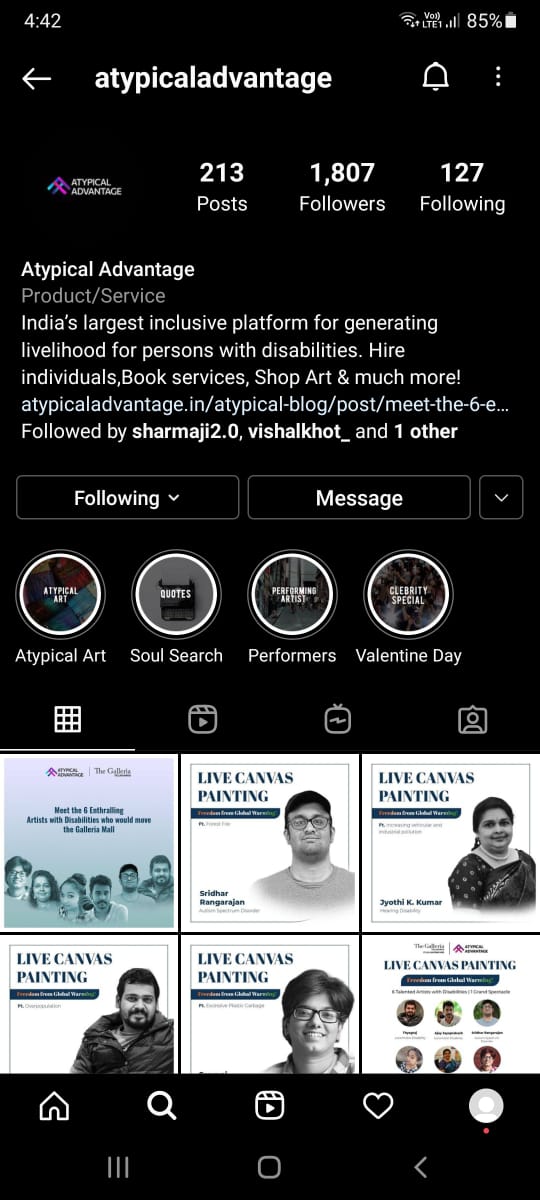 4:42
Vo)) LTE1 85%
atypicaladvantage
ATYPICAL
ADVANTAGE
213 1,807 127
Posts Followers Following
Atypical Advantage
Product/Service
India’s largest inclusive platform for generating
livelihood for persons with disabilities. Hire
individuals,Book services, Shop Art & much more!
atypicaladvantage.in/atypical-blog/post/meet-the-6-e...
Followed by sharmaji2.0, vishalkhot_ and 1 other
Following Message
ATYPICAL
ART
QUOTES
PERFORMING
ARTIST
CLEBRITY
SPECIAL
Atypical Art Soul Search Performers Valentine Day
ATYPICAL
ADVANTAGE The Galleria
Meet the 6 Enthralling
Artists with Disabilities who would move
the Galleria Mall
LIVE CANVAS
PAINTING
Freedom from Global Warming!
Ft. Forest Fire
Sridhar
Rangarajan
Autism Spectrum Disorder
LIVE CANVAS
PAINTING
Freedom from Global Warming!
Ft. Increasing vehicular and
industrial pollution
Jyothi K. Kumar
Hearing Disability
LIVE CANVAS
PAINTING
Freedom from Global Warming!
Ft. Overpopulation
LIVE CANVAS
PAINTING
Freedom from Global Warming!
Ft. Excessive Plastic Garbage
The Galleria ATYPICAL
ADVANTAGE
LIVE CANVAS PAINTING
Freedom from Global Warming!
6 Talented Artists with Disabilities | 1 Grand Spectacle